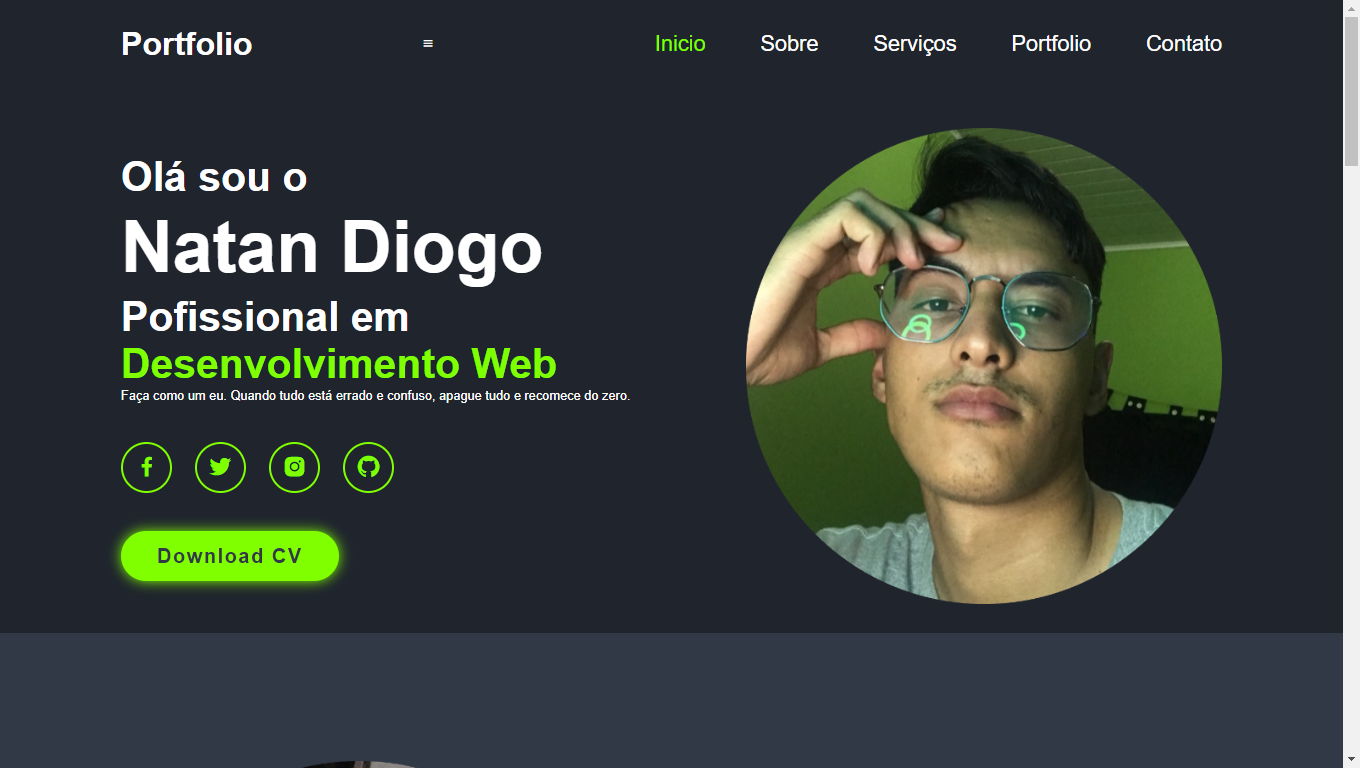 Portfolio
Inicio Sobre Serviços Portfolio Contato
Olá sou o
Natan Diogo
Pofissional em
Desenvolvimento Web
Faça como um eu. Quando tudo está errado e confuso, apague tudo e recomece do zero.
Download CV